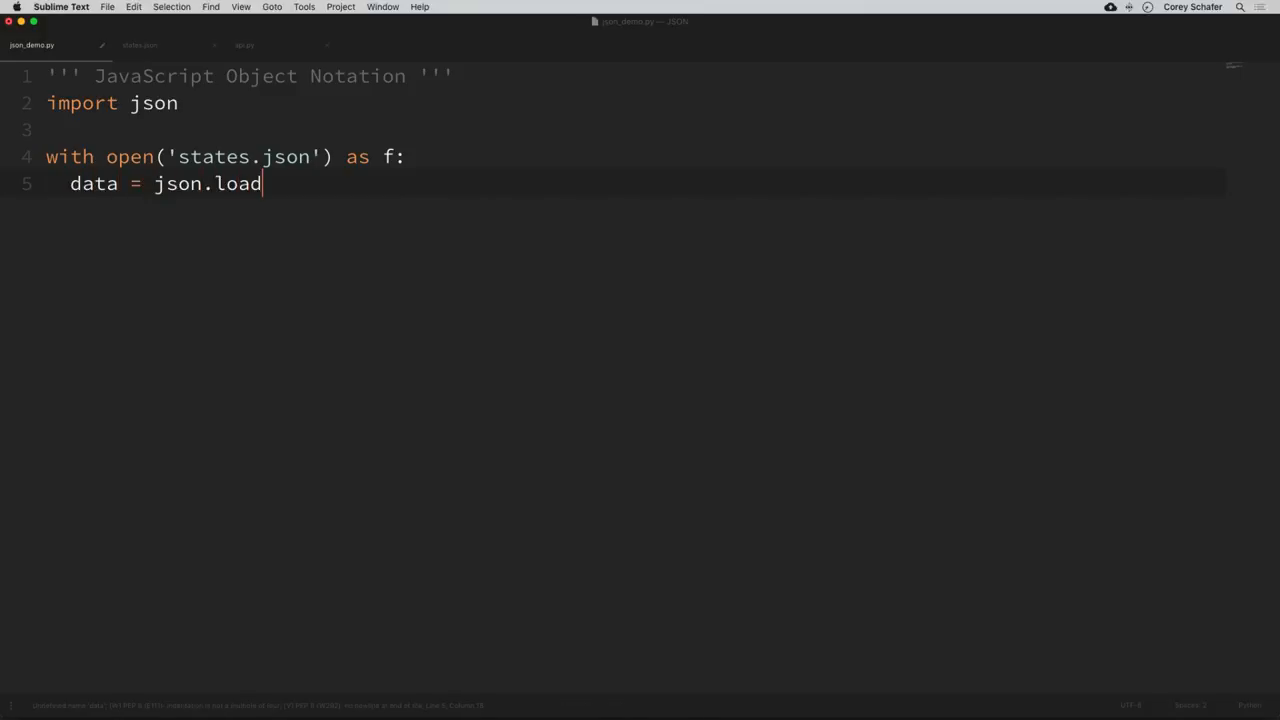 Sublime Text File Edit Selection Find View Goto Tools Project Window Help Corey Schafer
json_demo.py — JSON
json_demo.py states.json api.py
1 ''' JavaScript Object Notation '''
2 import json
3
4 with open('states.json') as f:
5 data = json.load
UTF-8 Spaces: 2 Python